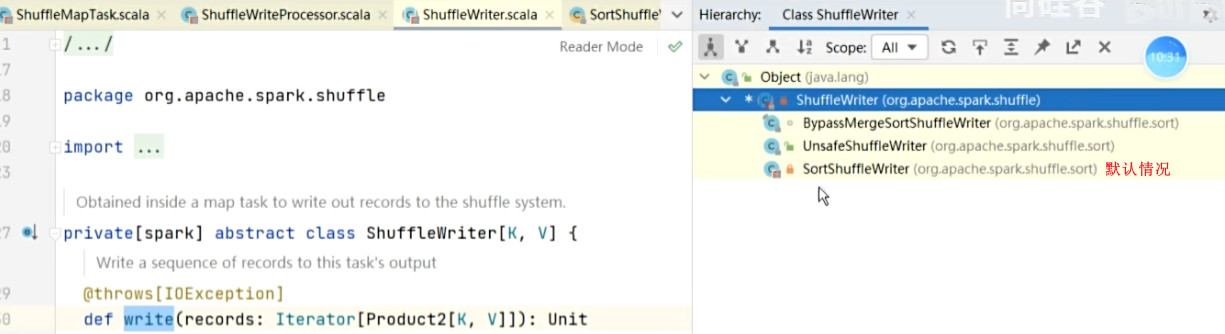 ShuffleMapTask.scala
ShuffleWriteProcessor.scala
ShuffleWriter.scala
SortShuffle
Hierarchy:
Class ShuffleWriter
1
/.../
Reader Mode
Scope:
All
10:31
17
18
package org.apache.spark.shuffle
19
20
import ...
23
Obtained inside a map task to write out records to the shuffle system.
27
private[spark] abstract class ShuffleWriter[K, V] {
Write a sequence of records to this task's output
29
@throws[IOException]
30
def write(records: Iterator[Product2[K, V]]): Unit
Object (java.lang)
* ShuffleWriter (org.apache.spark.shuffle)
BypassMergeSortShuffleWriter (org.apache.spark.shuffle.sort)
UnsafeShuffleWriter (org.apache.spark.shuffle.sort)
SortShuffleWriter (org.apache.spark.shuffle.sort) 默认情况